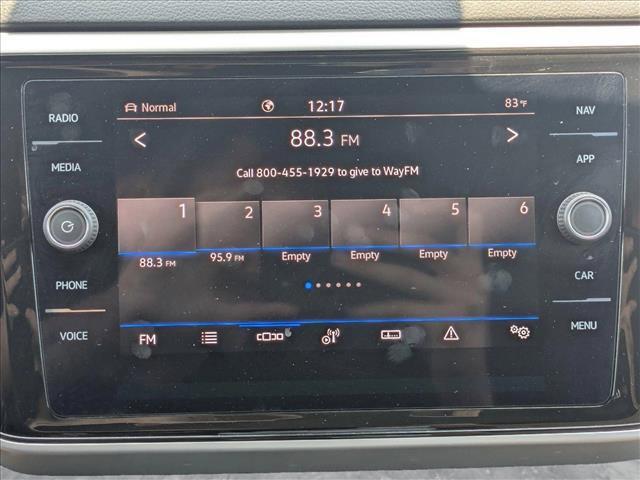 RADIO
MEDIA
PHONE
VOICE
Normal 12:17 83 °F
88.3 FM
Call 800-455-1929 to give to WayFM
1 2 3 4 5 6
88.3 FM 95.9 FM Empty Empty Empty Empty
FM
NAV
APP
CAR
MENU